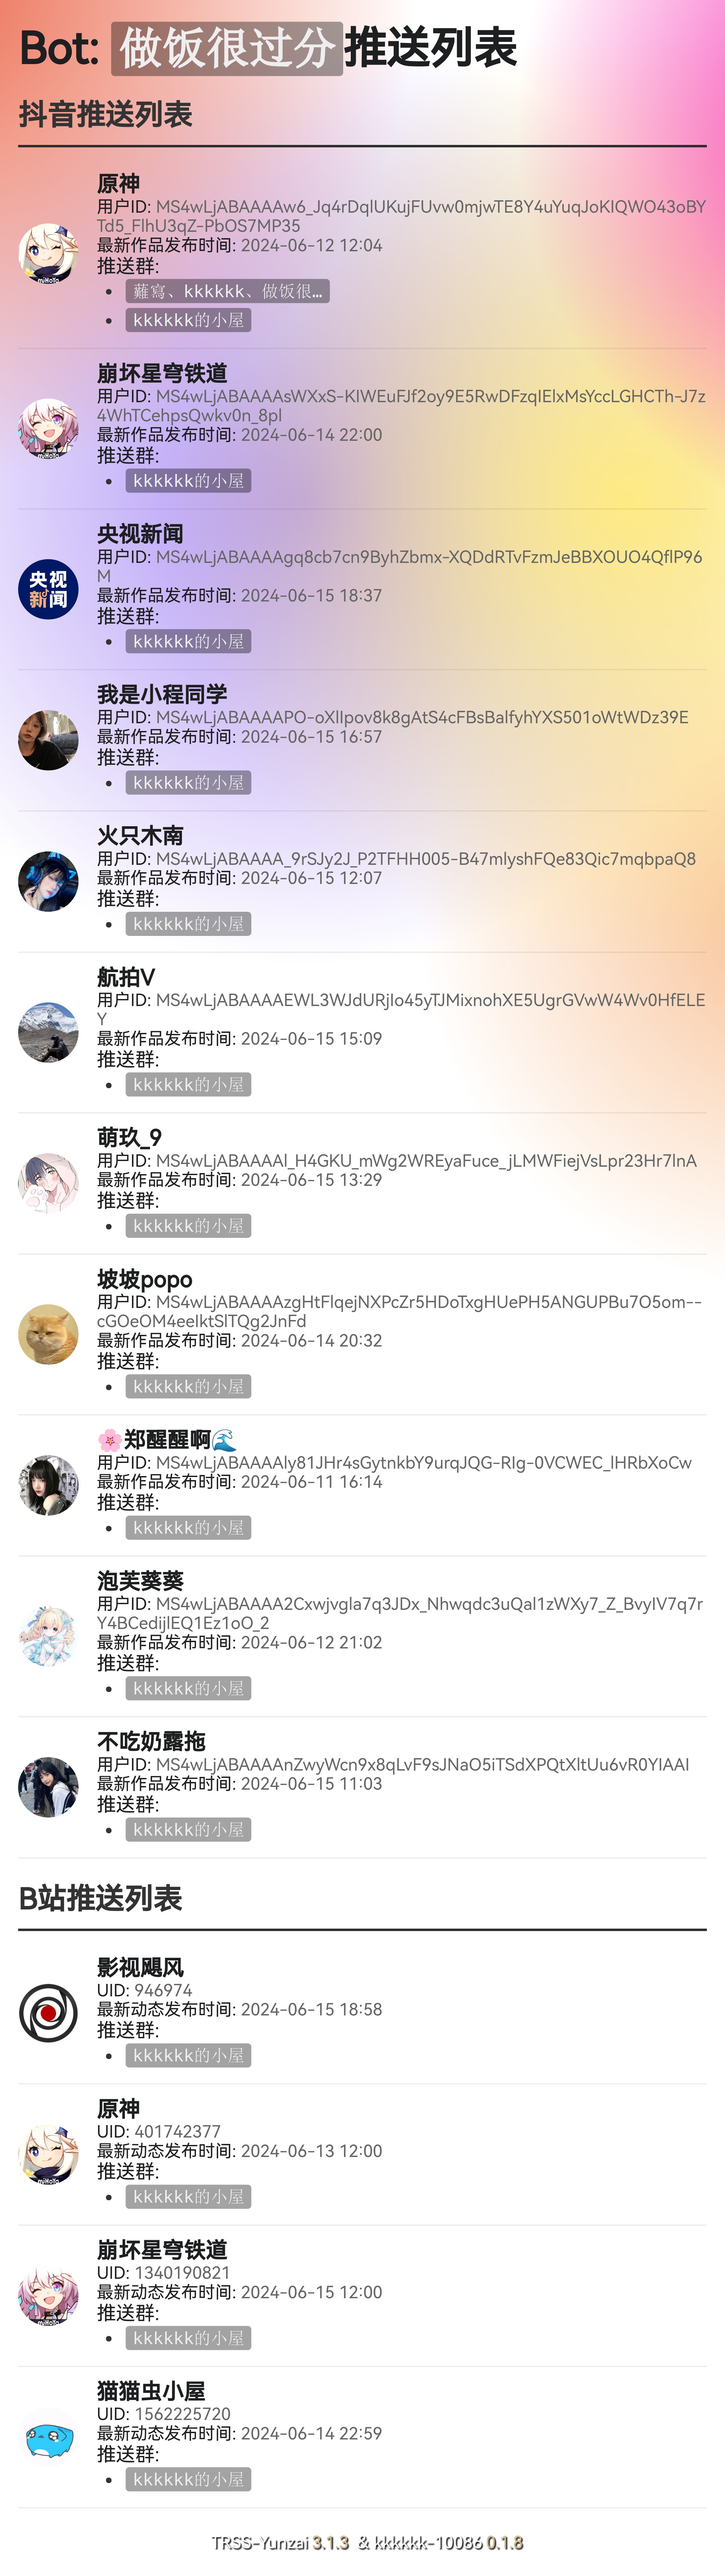 Bot: 做饭很过分推送列表
抖音推送列表
原神
用户ID: MS4wLjABAAAAw6_Jq4rDqlUKujFUvw0mjwTE8Y4uYuqJoKIQWO43oBY
Td5_FlhU3qZ-PbOS7MP35
最新作品发布时间: 2024-06-12 12:04
推送群:
蘸寫、kkkkkk、做饭很...
kkkkkk的小屋
崩坏星穹铁道
用户ID: MS4wLjABAAAAsWXxS-KIWEuFJf2oy9E5RwDFzqIElxMsYccLGHCTh-J7z
4WhTCehpsQwkv0n_8pl
最新作品发布时间: 2024-06-14 22:00
推送群:
kkkkkk的小屋
央视新闻
央视
新闻
用户ID: MS4wLjABAAAAgq8cb7cn9ByhZbmx-XQDdRTvFzmJeBBXOUO4QflP96
M
最新作品发布时间: 2024-06-15 18:37
推送群:
kkkkkk的小屋
我是小程同学
用户ID: MS4wLjABAAAAPO-oXlIpov8k8gAtS4cFBsBalfyhYXS501oWtWDz39E
最新作品发布时间: 2024-06-15 16:57
推送群:
kkkkkk的小屋
火只木南
用户ID: MS4wLjABAAAA_9rSJy2J_P2TFHH005-B47mlyshFQe83Qic7mqbpaQ8
最新作品发布时间: 2024-06-15 12:07
推送群:
kkkkkk的小屋
航拍V
用户ID: MS4wLjABAAAAEWL3WJdURjIo45yTJMixnohXE5UgrGVwW4Wv0HfELE
Y
最新作品发布时间: 2024-06-15 15:09
推送群:
kkkkkk的小屋
萌玖_9
用户ID: MS4wLjABAAAAl_H4GKU_mWg2WREyaFuce_jLMWFiejVsLpr23Hr7lnA
最新作品发布时间: 2024-06-15 13:29
推送群:
kkkkkk的小屋
坡坡popo
用户ID: MS4wLjABAAAAzgHtFlqejNXPcZr5HDoTxgHUePH5ANGUPBu7O5om--
cGOeOM4eeIktSlTQg2JnFd
最新作品发布时间: 2024-06-14 20:32
推送群:
kkkkkk的小屋
🌸郑醒醒啊🌊
用户ID: MS4wLjABAAAAly81JHr4sGytnkbY9urqJQG-RIg-0VCWEC_lHRbXoCw
最新作品发布时间: 2024-06-11 16:14
推送群:
kkkkkk的小屋
泡芙葵葵
用户ID: MS4wLjABAAAA2Cxwjvgla7q3JDx_Nhwqdc3uQal1zWXy7_Z_BvyIV7q7r
Y4BCedijlEQ1Ez1oO_2
最新作品发布时间: 2024-06-12 21:02
推送群:
kkkkkk的小屋
不吃奶露拖
用户ID: MS4wLjABAAAAnZwyWcn9x8qLvF9sJNaO5iTSdXPQtXltUu6vR0YIAAI
最新作品发布时间: 2024-06-15 11:03
推送群:
kkkkkk的小屋
B站推送列表
影视飓风
UID: 946974
最新动态发布时间: 2024-06-15 18:58
推送群:
kkkkkk的小屋
原神
UID: 401742377
最新动态发布时间: 2024-06-13 12:00
推送群:
kkkkkk的小屋
崩坏星穹铁道
UID: 1340190821
最新动态发布时间: 2024-06-15 12:00
推送群:
kkkkkk的小屋
猫猫虫小屋
UID: 1562225720
最新动态发布时间: 2024-06-14 22:59
推送群:
kkkkkk的小屋
TRSS-Yunzai 3.1.3 & kkkkkk-10086 0.1.8